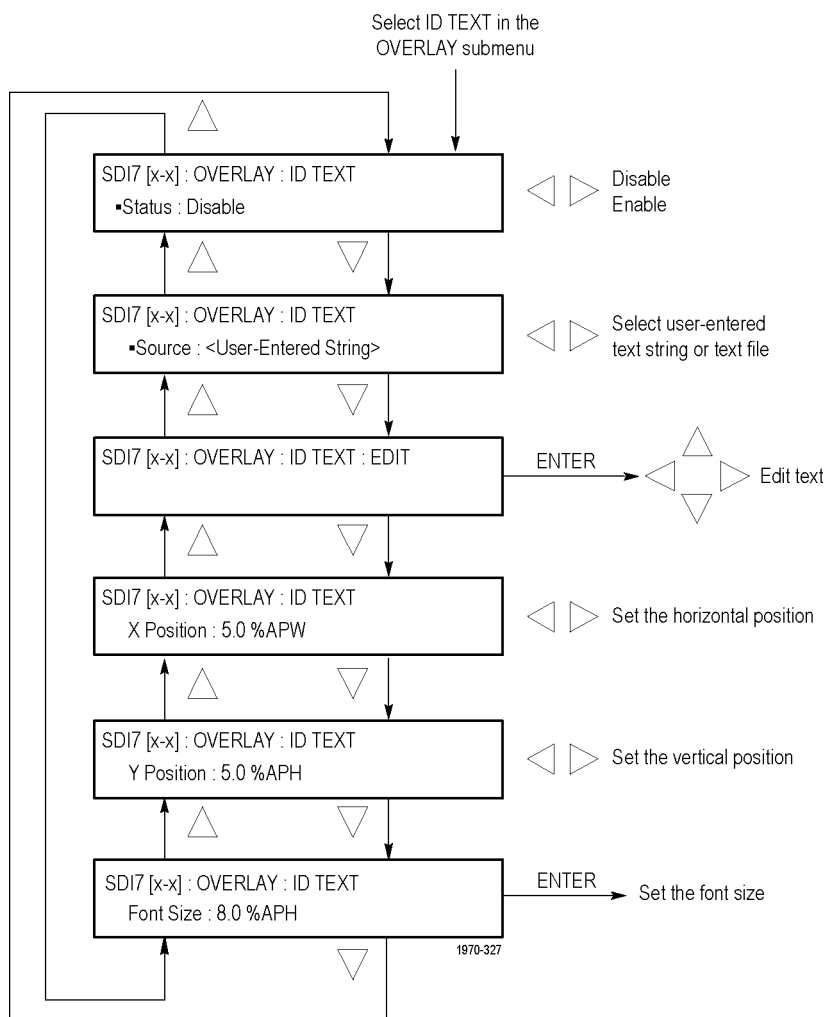 Select ID TEXT in the
OVERLAY submenu
SDI7 [x-x] : OVERLAY : ID TEXT
▪Status : Disable
Disable
Enable
SDI7 [x-x] : OVERLAY : ID TEXT
▪Source : <User-Entered String>
Select user-entered
text string or text file
SDI7 [x-x] : OVERLAY : ID TEXT : EDIT
ENTER
Edit text
SDI7 [x-x] : OVERLAY : ID TEXT
X Position : 5.0 %APW
Set the horizontal position
SDI7 [x-x] : OVERLAY : ID TEXT
Y Position : 5.0 %APH
Set the vertical position
SDI7 [x-x] : OVERLAY : ID TEXT
Font Size : 8.0 %APH
ENTER
Set the font size
1970-327